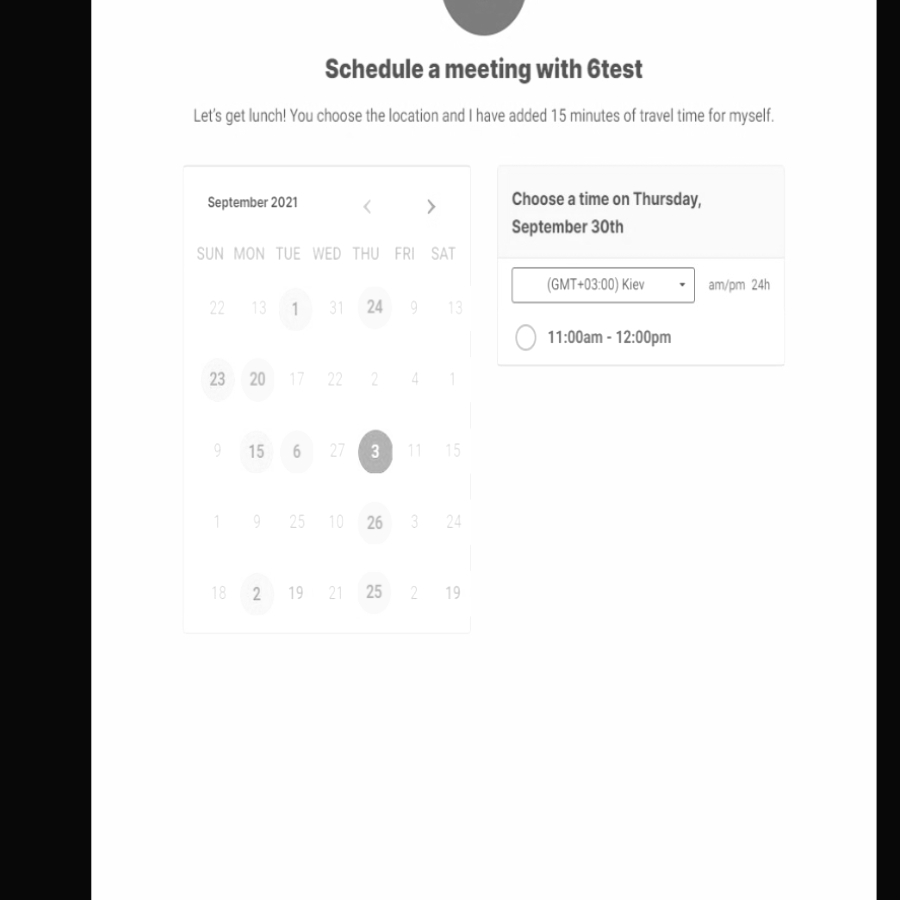 Schedule a meeting with 6test
Let's get lunch! You choose the location and I have added 15 minutes of travel time for myself.
September 2021
SUN MON TUE WED THU FRI SAT
22 13 1 31 24 9 13
23 20 17 22 2 4 1
9 15 6 27 3 11 15
1 9 25 10 26 3 24
18 2 19 21 25 2 19
Choose a time on Thursday,
September 30th
(GMT+03:00) Kiev am/pm 24h
11:00am - 12:00pm